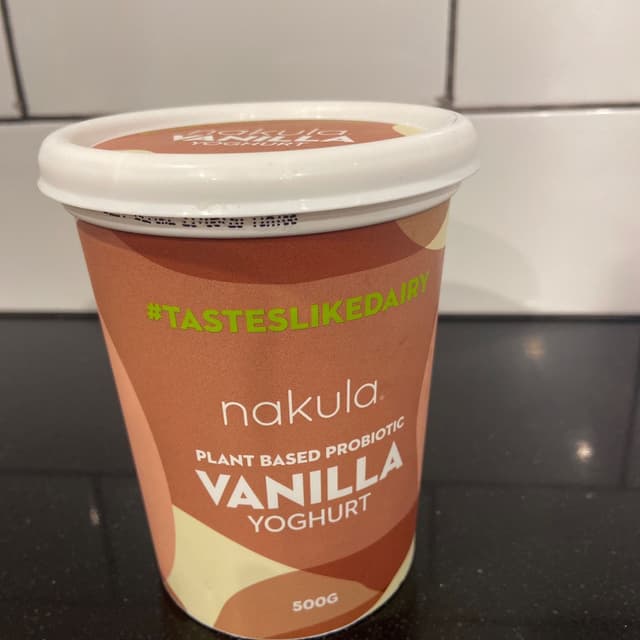 nakula
VANILLA
YOGHURT
#TASTESLIKEDAIRY
nakula
PLANT BASED PROBIOTIC
VANILLA
YOGHURT
500G